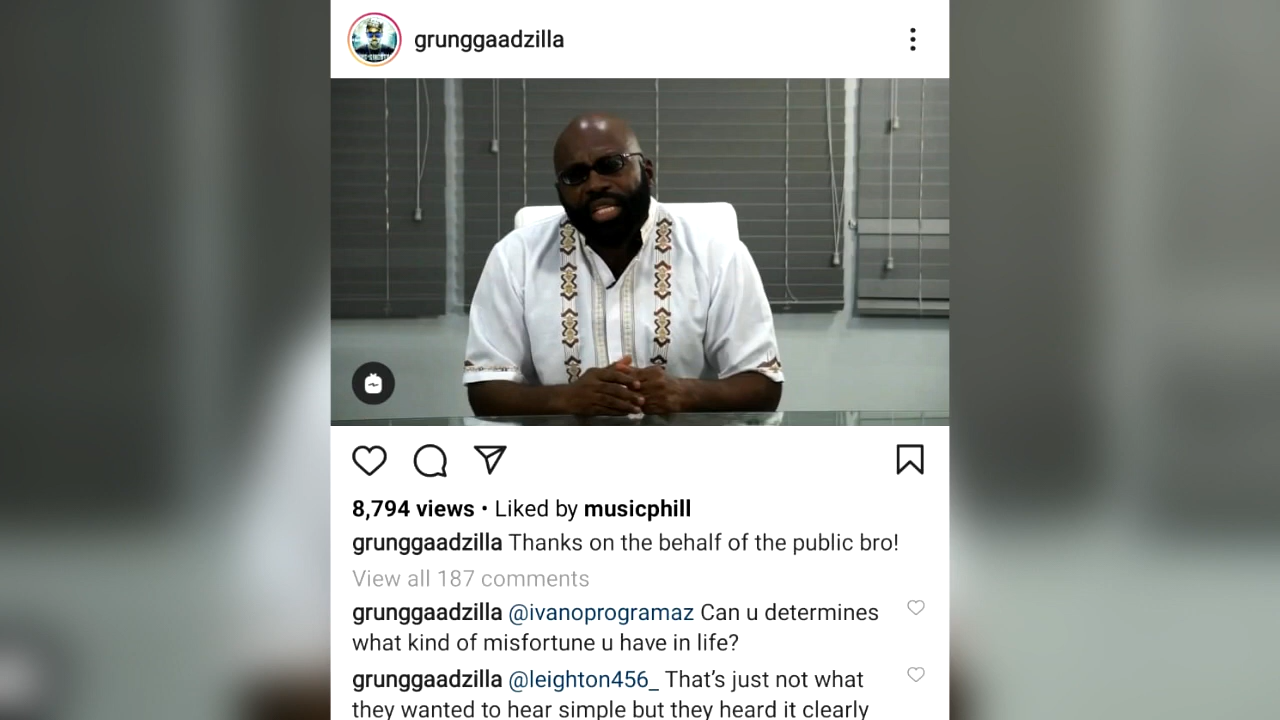 grunggaadzilla
8,794 views • Liked by musicphill
grunggaadzilla Thanks on the behalf of the public bro!
View all 187 comments
grunggaadzilla @ivanoprogramaz Can u determines
what kind of misfortune u have in life?
grunggaadzilla @leighton456_ That’s just not what
they wanted to hear simple but they heard it clearly